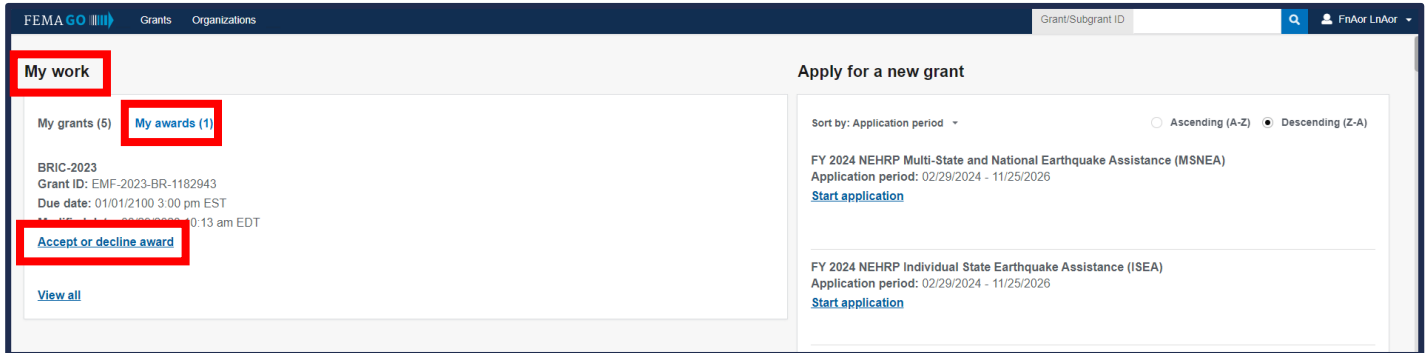 FEMA GO Grants Organizations Grant/Subgrant ID FnAor LnAor
My work
My grants (5) My awards (1)
BRIC-2023
Grant ID: EMF-2023-BR-1182943
Due date: 01/01/2100 3:00 pm EST
10:13 am EDT
Accept or decline award
View all
Apply for a new grant
Sort by: Application period Ascending (A-Z) Descending (Z-A)
FY 2024 NEHRP Multi-State and National Earthquake Assistance (MSNEA)
Application period: 02/29/2024 - 11/25/2026
Start application
FY 2024 NEHRP Individual State Earthquake Assistance (ISEA)
Application period: 02/29/2024 - 11/25/2026
Start application